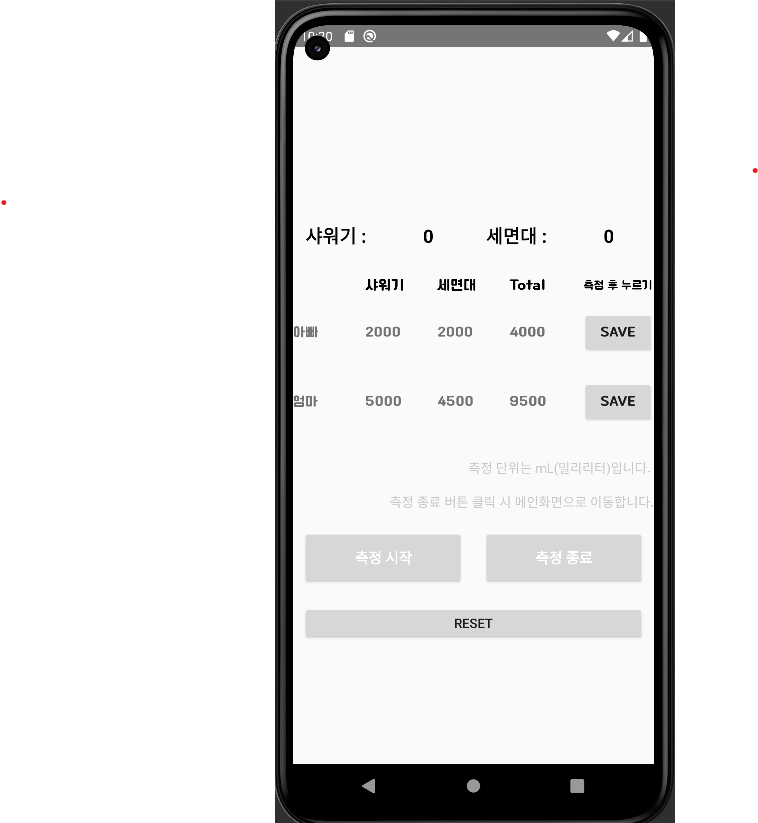 10:20
샤워기 : 0 세면대 : 0
샤워기 세면대 Total 측정 후 누르기
아빠 2000 2000 4000 SAVE
엄마 5000 4500 9500 SAVE
측정 단위는 mL(밀리리터)입니다.
측정 종료 버튼 클릭 시 메인화면으로 이동합니다.
측정 시작 측정 종료
RESET